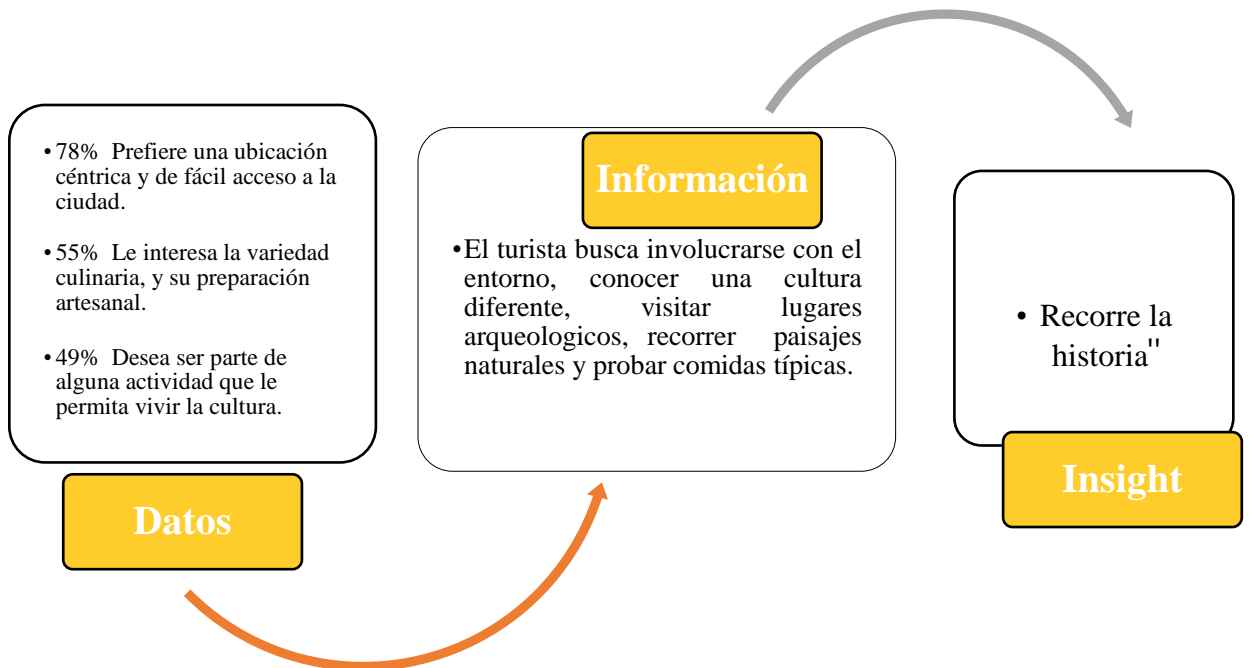 • 78% Prefiere una ubicación
céntrica y de fácil acceso a la
ciudad.
• 55% Le interesa la variedad
culinaria, y su preparación
artesanal.
• 49% Desea ser parte de
alguna actividad que le
permita vivir la cultura.
Datos
Información
• El turista busca involucrarse con el
entorno, conocer una cultura
diferente, visitar lugares
arqueologicos, recorrer paisajes
naturales y probar comidas típicas.
• Recorre la
historia"
Insight